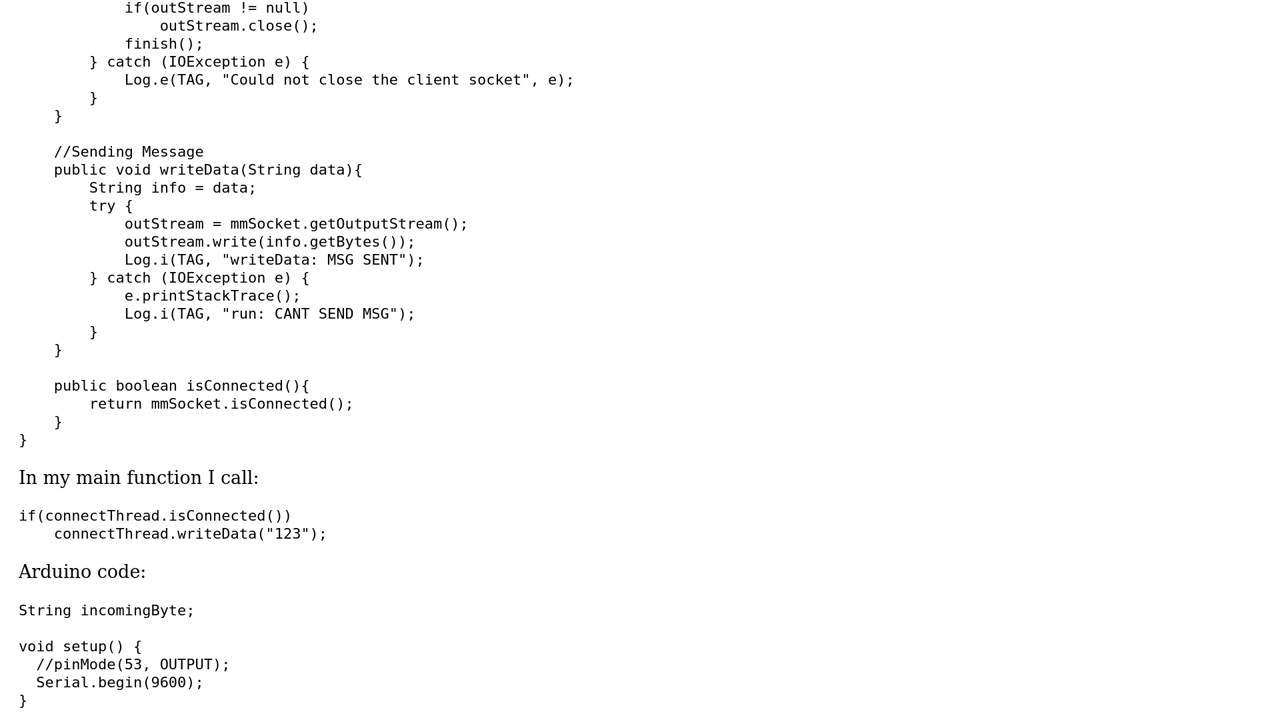 if(outStream != null)
                outStream.close();
            finish();
        } catch (IOException e) {
            Log.e(TAG, "Could not close the client socket", e);
        }
    }

    //Sending Message
    public void writeData(String data){
        String info = data;
        try {
            outStream = mmSocket.getOutputStream();
            outStream.write(info.getBytes());
            Log.i(TAG, "writeData: MSG SENT");
        } catch (IOException e) {
            e.printStackTrace();
            Log.i(TAG, "run: CANT SEND MSG");
        }
    }

    public boolean isConnected(){
        return mmSocket.isConnected();
    }
}
In my main function I call:
if(connectThread.isConnected())
    connectThread.writeData("123");
Arduino code:
String incomingByte;

void setup() {
  //pinMode(53, OUTPUT);
  Serial.begin(9600);
}